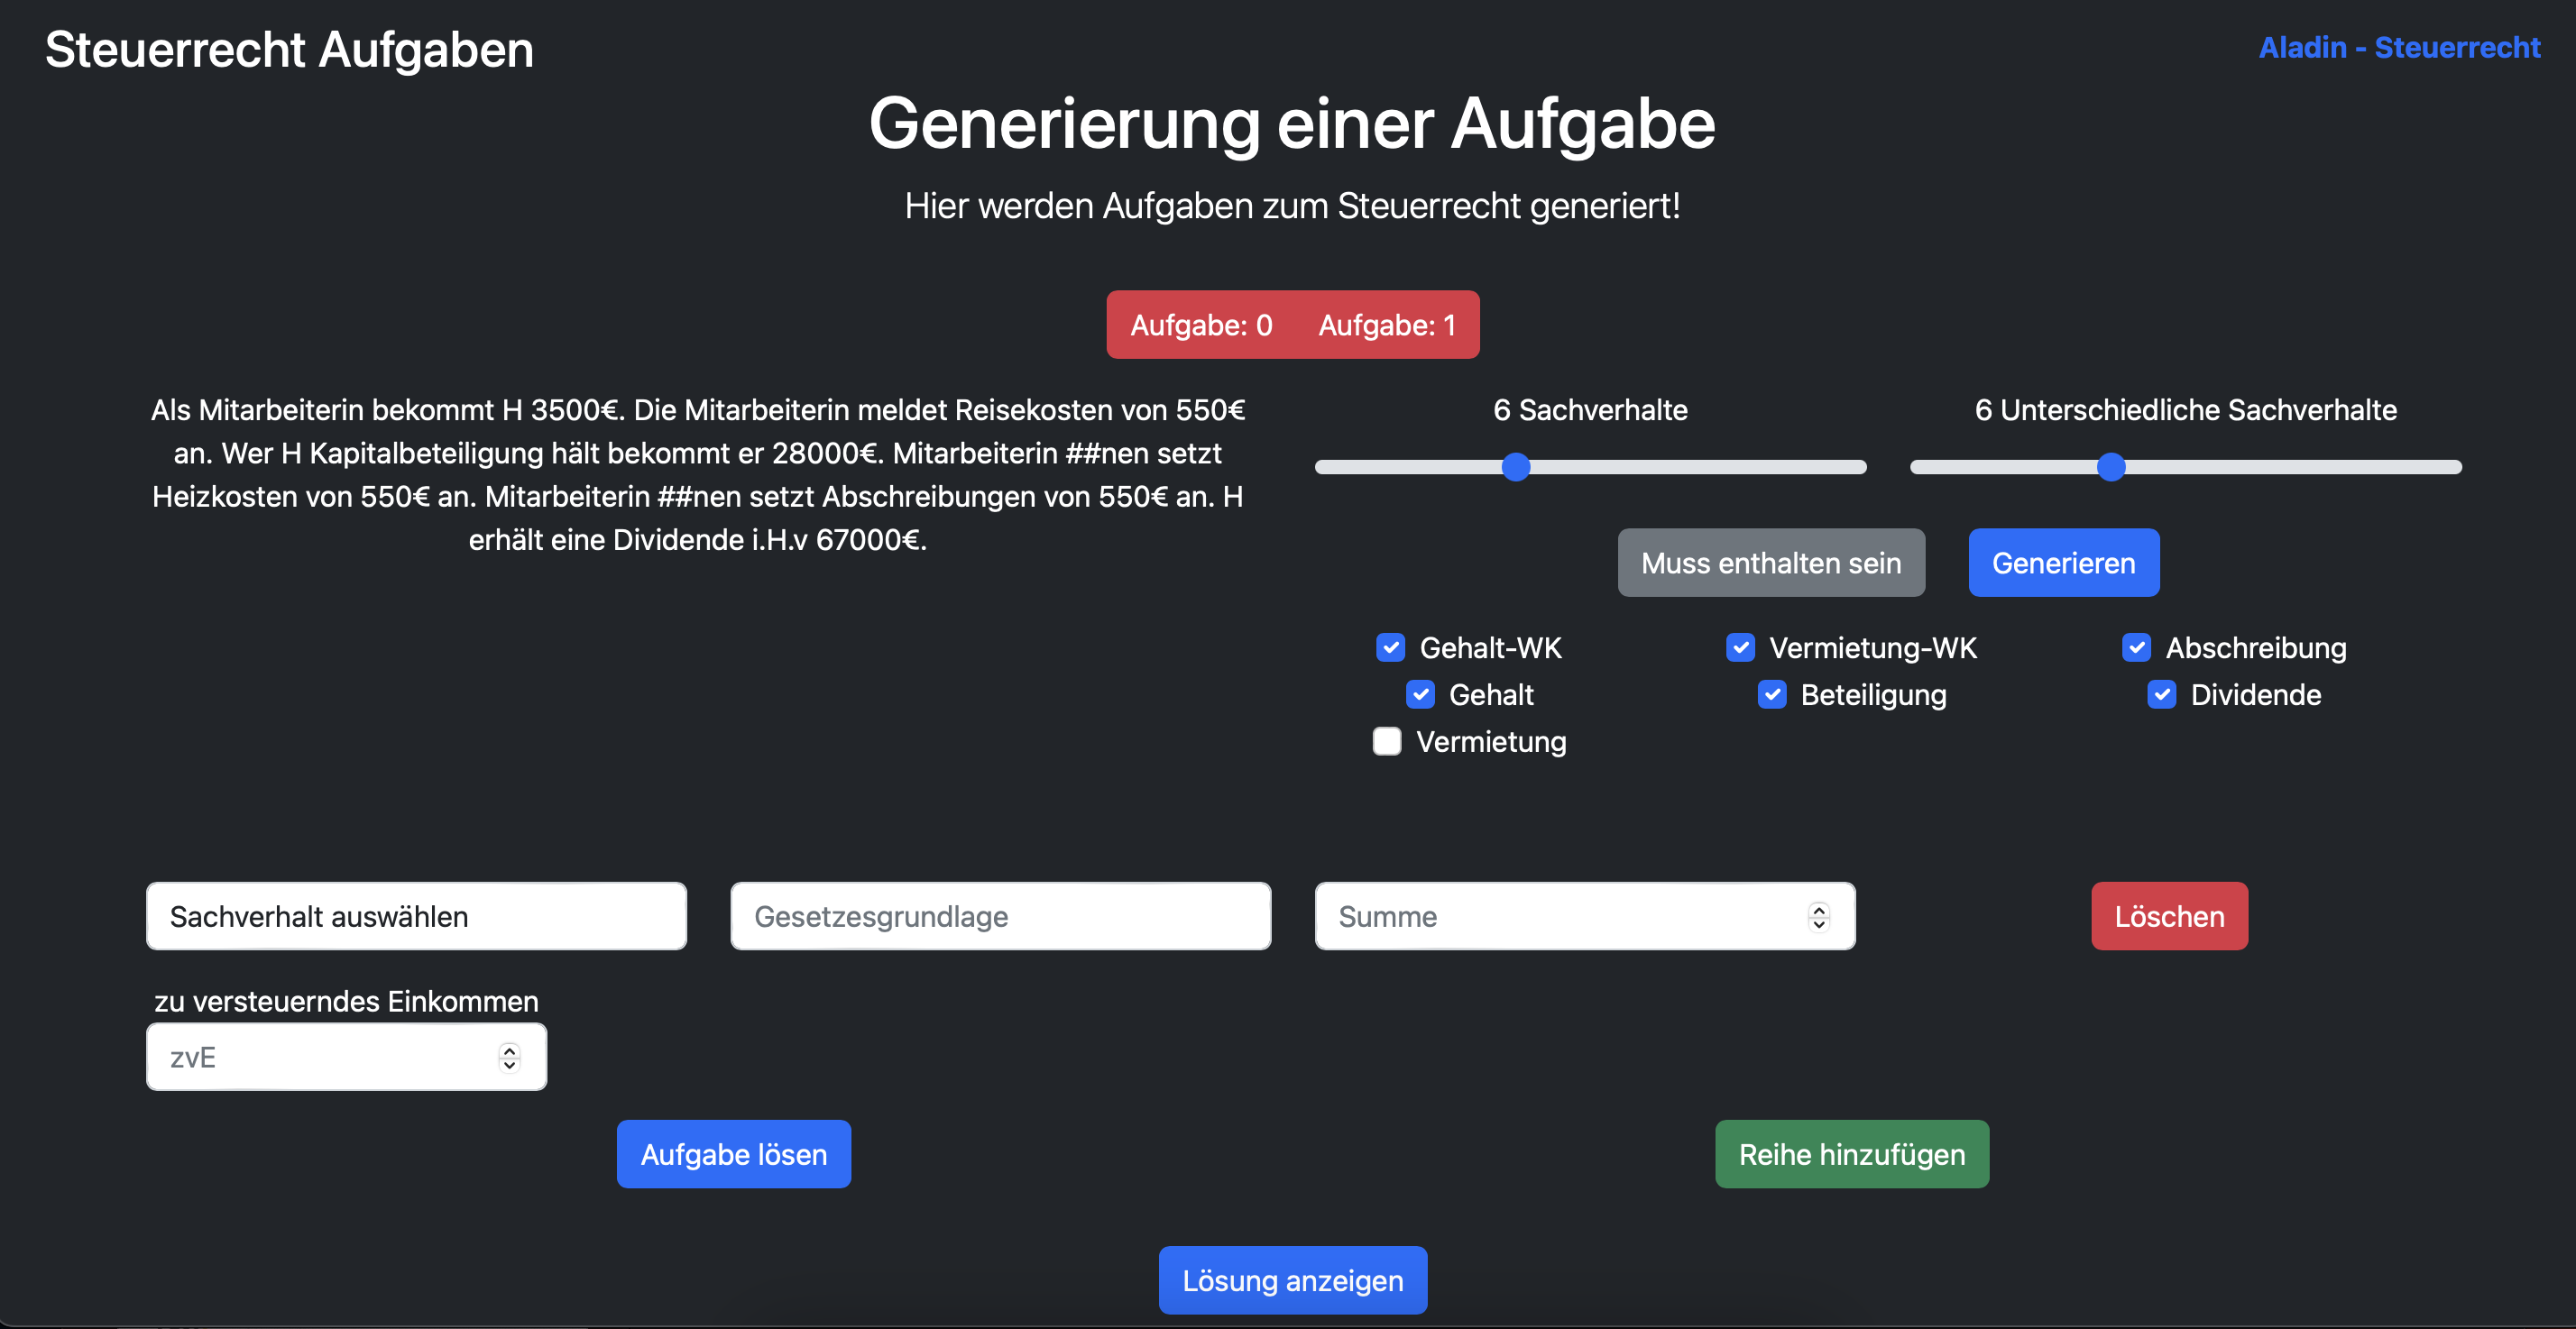 Steuerrecht Aufgaben
Aladin - Steuerrecht
Generierung einer Aufgabe
Hier werden Aufgaben zum Steuerrecht generiert!
Aufgabe: 0 Aufgabe: 1
Als Mitarbeiterin bekommt H 3500€. Die Mitarbeiterin meldet Reisekosten von 550€
an. Wer H Kapitalbeteiligung hält bekommt er 28000€. Mitarbeiterin ##nen setzt
Heizkosten von 550€ an. Mitarbeiterin ##nen setzt Abschreibungen von 550€ an. H
erhält eine Dividende i.H.v 67000€.
6 Sachverhalte
6 Unterschiedliche Sachverhalte
Muss enthalten sein
Generieren
Gehalt-WK
Vermietung-WK
Abschreibung
Gehalt
Beteiligung
Dividende
Vermietung
Sachverhalt auswählen
Gesetzesgrundlage
Summe
Löschen
zu versteuerndes Einkommen
zvE
Aufgabe lösen
Reihe hinzufügen
Lösung anzeigen